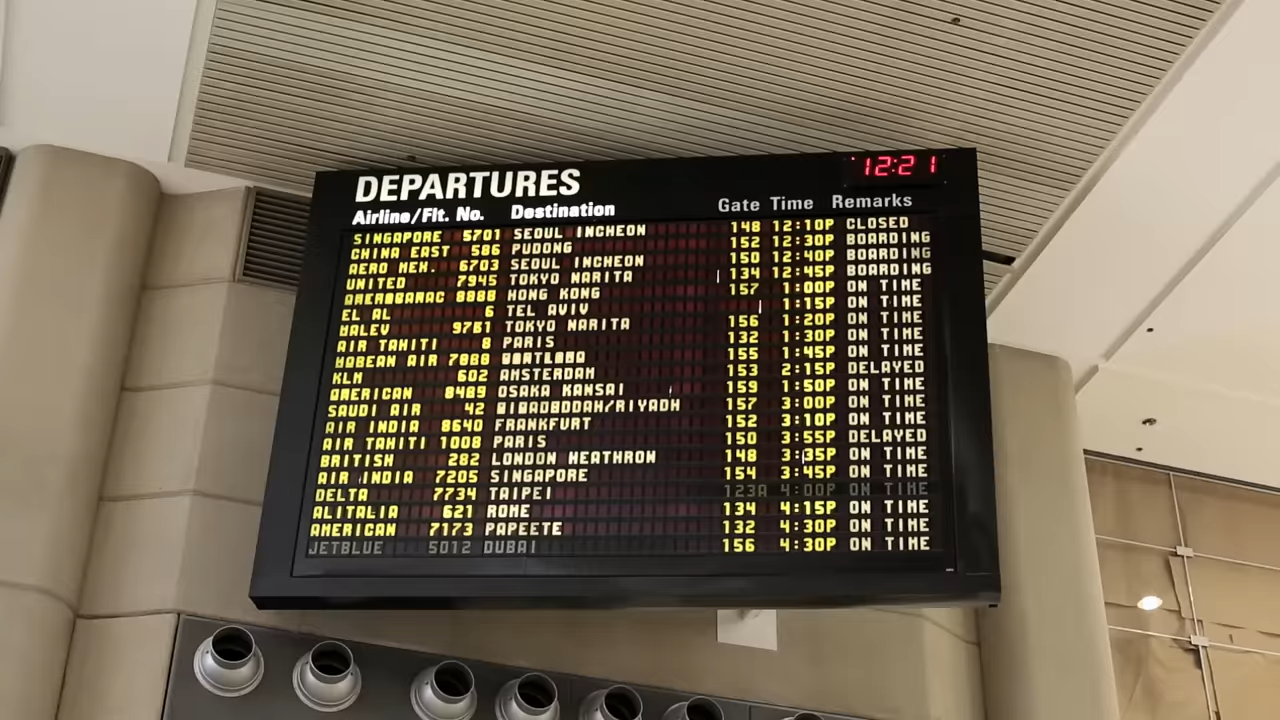 12:21
DEPARTURES
Airline/Flt. No. Destination Gate Time Remarks
SINGAPORE 5701 SEOUL INCHEON 148 12:10P CLOSED
CHINA EAST 586 PUDONG 152 12:30P BOARDING
AERO MEX. 6703 SEOUL INCHEON 150 12:40P BOARDING
UNITED 7945 TOKYO NARITA 134 12:45P BOARDING
8888 HONG KONG 157 1:00P ON TIME
EL AL 6 TEL AVIV 1:15P ON TIME
MALEV TOKYO NARITA 156 1:20P ON TIME
AIR TAHITI 8 PARIS 132 1:30P ON TIME
AIR 155 1:45P ON TIME
KLM 602 AMSTERDAM 153 2:15P DELAYED
AMERICAN 8489 OSAKA KANSAI 159 1:50P ON TIME
SAUDI AIR 42 /RIYADH 157 3:00P ON TIME
AIR INDIA 8640 FRANKFURT 152 3:10P ON TIME
AIR TAHITI 1008 PARIS 150 3:55P DELAYED
BRITISH 282 LONDON HEATHROW 148 3:35P ON TIME
AIR INDIA 7205 SINGAPORE 154 3:45P ON TIME
DELTA 7734 TAIPEI 123A 4:00P ON TIME
ALITALIA 621 ROME 134 4:15P ON TIME
AMERICAN 7173 PAPEETE 132 4:30P ON TIME
JETBLUE 5012 DUBAI 156 4:30P ON TIME